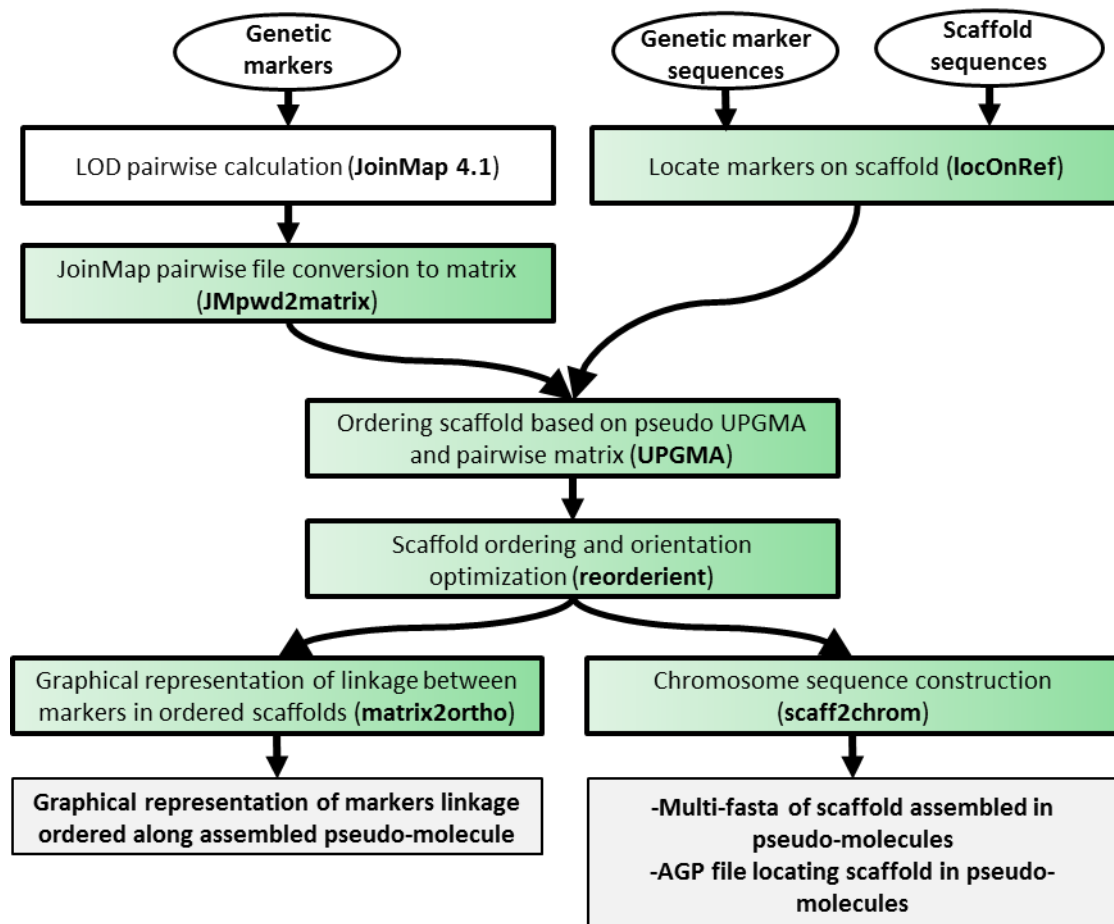 Genetic
markers
Genetic marker
sequences
Scaffold
sequences
LOD pairwise calculation (JoinMap 4.1)
Locate markers on scaffold (locOnRef)
JoinMap pairwise file conversion to matrix
(JMpwd2matrix)
Ordering scaffold based on pseudo UPGMA
and pairwise matrix (UPGMA)
Scaffold ordering and orientation
optimization (reorderient)
Graphical representation of linkage between
markers in ordered scaffolds (matrix2ortho)
Chromosome sequence construction
(scaff2chrom)
Graphical representation of markers linkage
ordered along assembled pseudo-molecule
-Multi-fasta of scaffold assembled in
pseudo-molecules
-AGP file locating scaffold in pseudo-
molecules